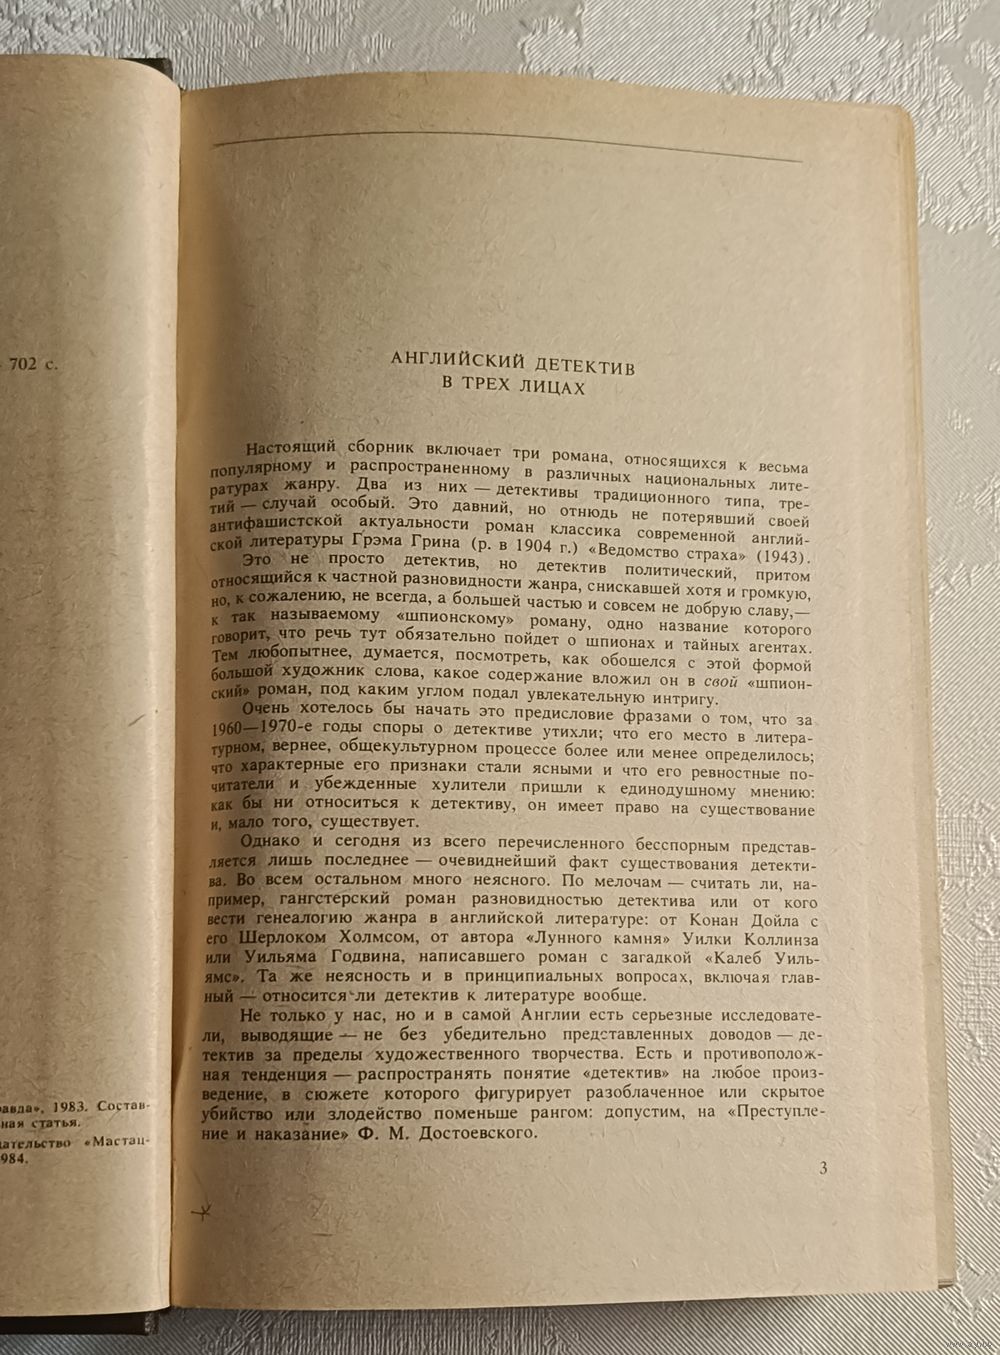 702 с.
авда», 1983. Состав-
ная статья.
ательство «Мастац-
984.
АНГЛИЙСКИЙ ДЕТЕКТИВ
В ТРЕХ ЛИЦАХ
Настоящий сборник включает три романа, относящихся к весьма
популярному и распространенному в различных национальных лите-
ратурах жанру. Два из них — детективы традиционного типа, тре-
тий — случай особый. Это давний, но отнюдь не потерявший своей
антифашистской актуальности роман классика современной англий-
ской литературы Грэма Грина (р. в 1904 г.) «Ведомство страха» (1943).
Это не просто детектив, но детектив политический, притом
относящийся к частной разновидности жанра, снискавшей хотя и громкую,
но, к сожалению, не всегда, а большей частью и совсем не добрую славу,—
к так называемому «шпионскому» роману, одно название которого
говорит, что речь тут обязательно пойдет о шпионах и тайных агентах.
Тем любопытнее, думается, посмотреть, как обошелся с этой формой
большой художник слова, какое содержание вложил он в свой «шпион-
ский» роман, под каким углом подал увлекательную интригу.
Очень хотелось бы начать это предисловие фразами о том, что за
1960—1970-е годы споры о детективе утихли; что его место в литера-
турном, вернее, общекультурном процессе более или менее определилось;
что характерные его признаки стали ясными и что его ревностные по-
читатели и убежденные хулители пришли к единодушному мнению:
как бы ни относиться к детективу, он имеет право на существование
и, мало того, существует.
Однако и сегодня из всего перечисленного бесспорным представ-
ляется лишь последнее — очевиднейший факт существования детекти-
ва. Во всем остальном много неясного. По мелочам — считать ли, на-
пример, гангстерский роман разновидностью детектива или от кого
вести генеалогию жанра в английской литературе: от Конан Дойла с
его Шерлоком Холмсом, от автора «Лунного камня» Уилки Коллинза
или Уильяма Годвина, написавшего роман с загадкой «Калеб Уиль-
ямс». Та же неясность и в принципиальных вопросах, включая глав-
ный — относится ли детектив к литературе вообще.
Не только у нас, но и в самой Англии есть серьезные исследовате-
ли, выводящие — не без убедительно представленных доводов — де-
тектив за пределы художественного творчества. Есть и противополож-
ная тенденция — распространять понятие «детектив» на любое произ-
ведение, в сюжете которого фигурирует разоблаченное или скрытое
убийство или злодейство поменьше рангом: допустим, на «Преступле-
ние и наказание» Ф. М. Достоевского.
3